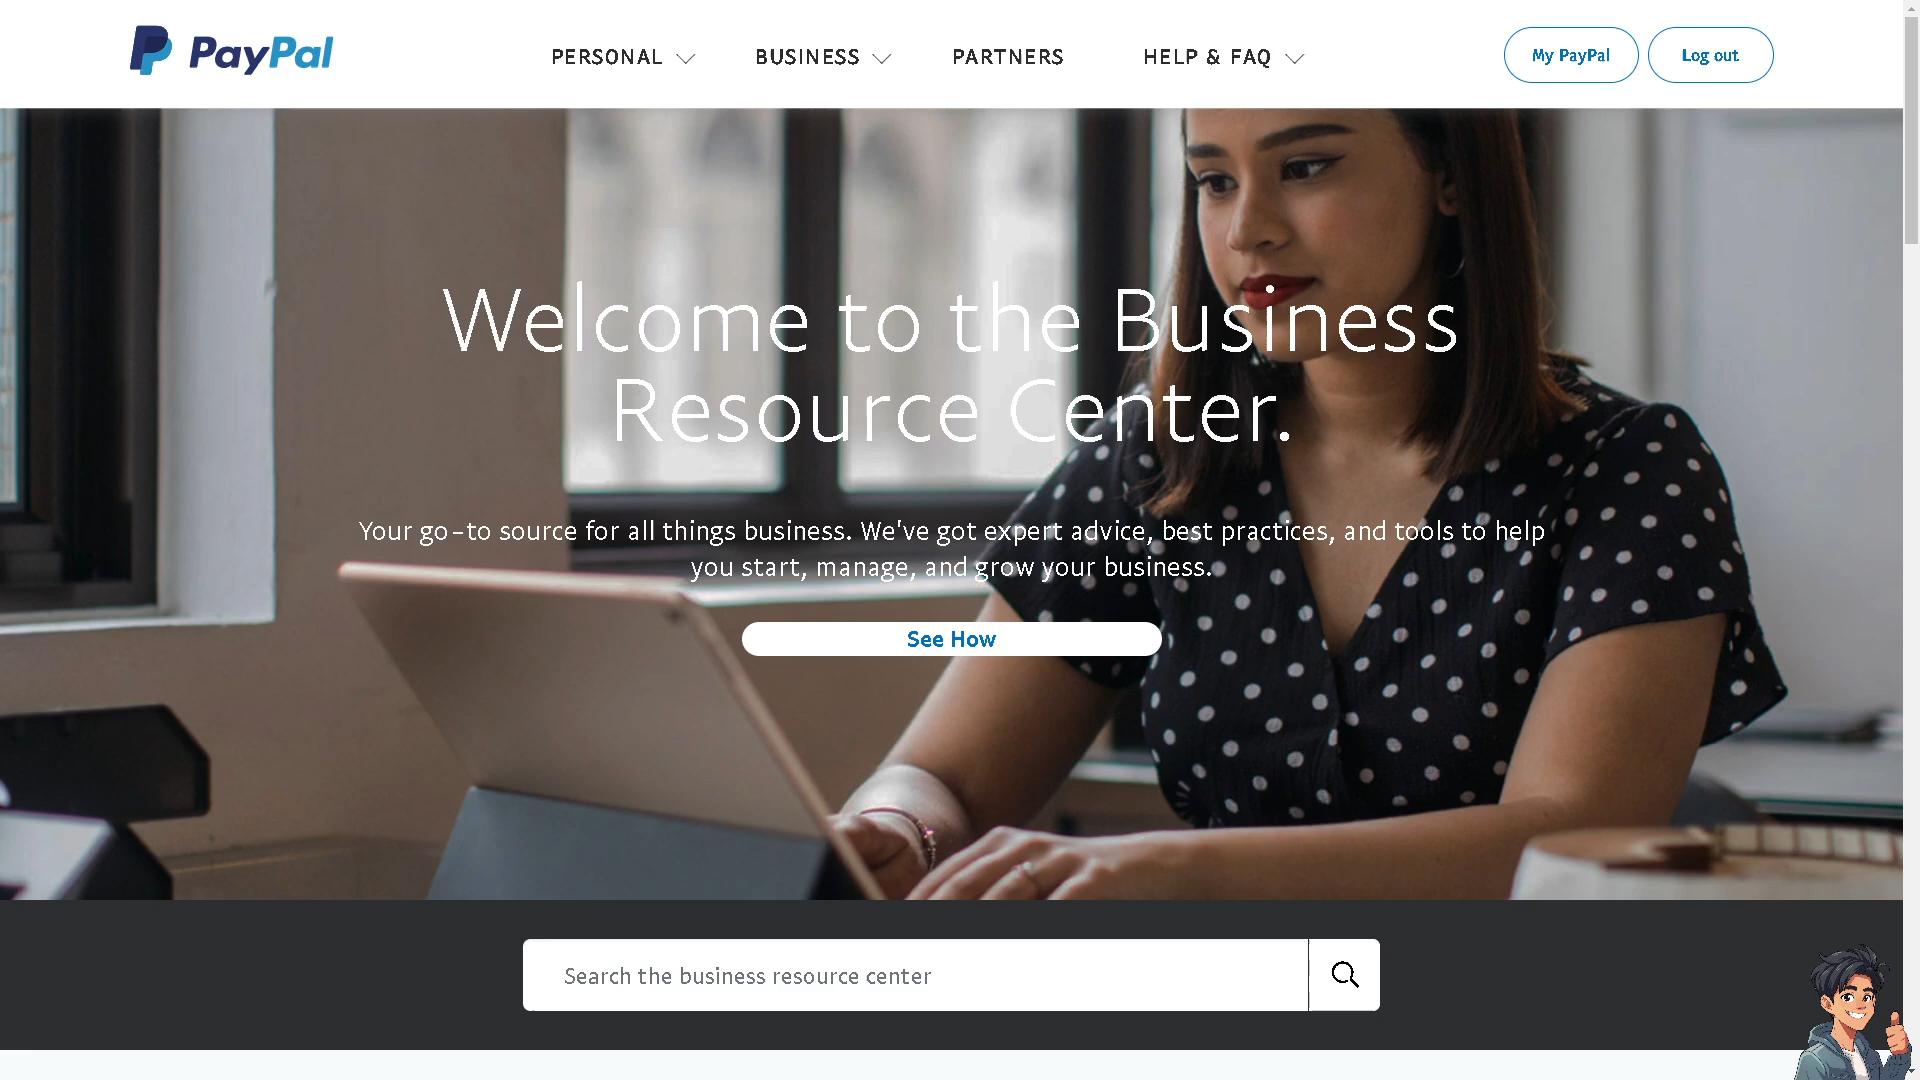 PayPal
PERSONAL
BUSINESS
PARTNERS
HELP & FAQ
My PayPal
Log out
Welcome to the Business
Resource Center.
Your go-to source for all things business. We've got expert advice, best practices, and tools to help
you start, manage, and grow your business.
See How
Search the business resource center